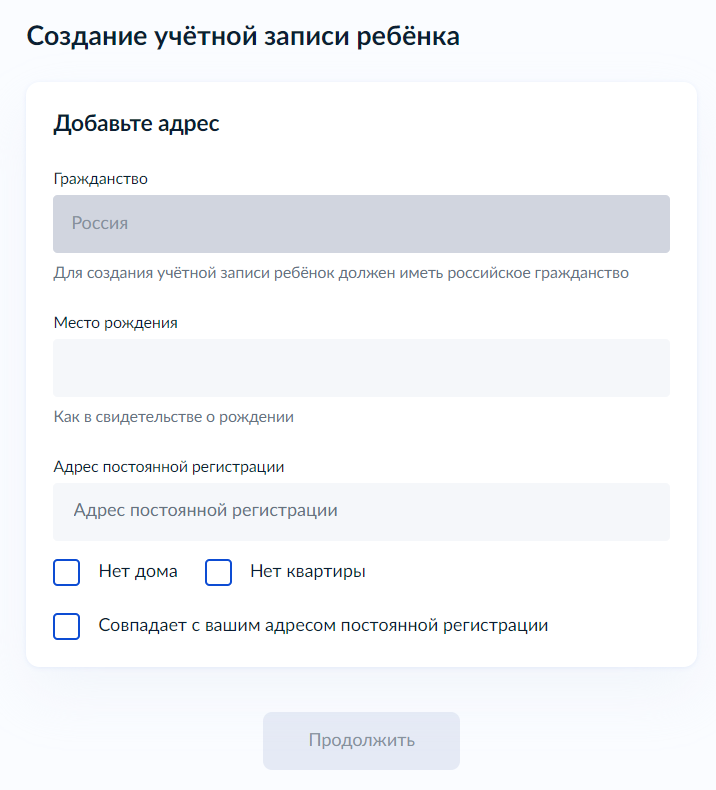 Создание учётной записи ребёнка
Добавьте адрес
Гражданство
Россия
Для создания учётной записи ребёнок должен иметь российское гражданство
Место рождения
Как в свидетельстве о рождении
Адрес постоянной регистрации
Адрес постоянной регистрации
Нет дома Нет квартиры
Совпадает с вашим адресом постоянной регистрации
Продолжить